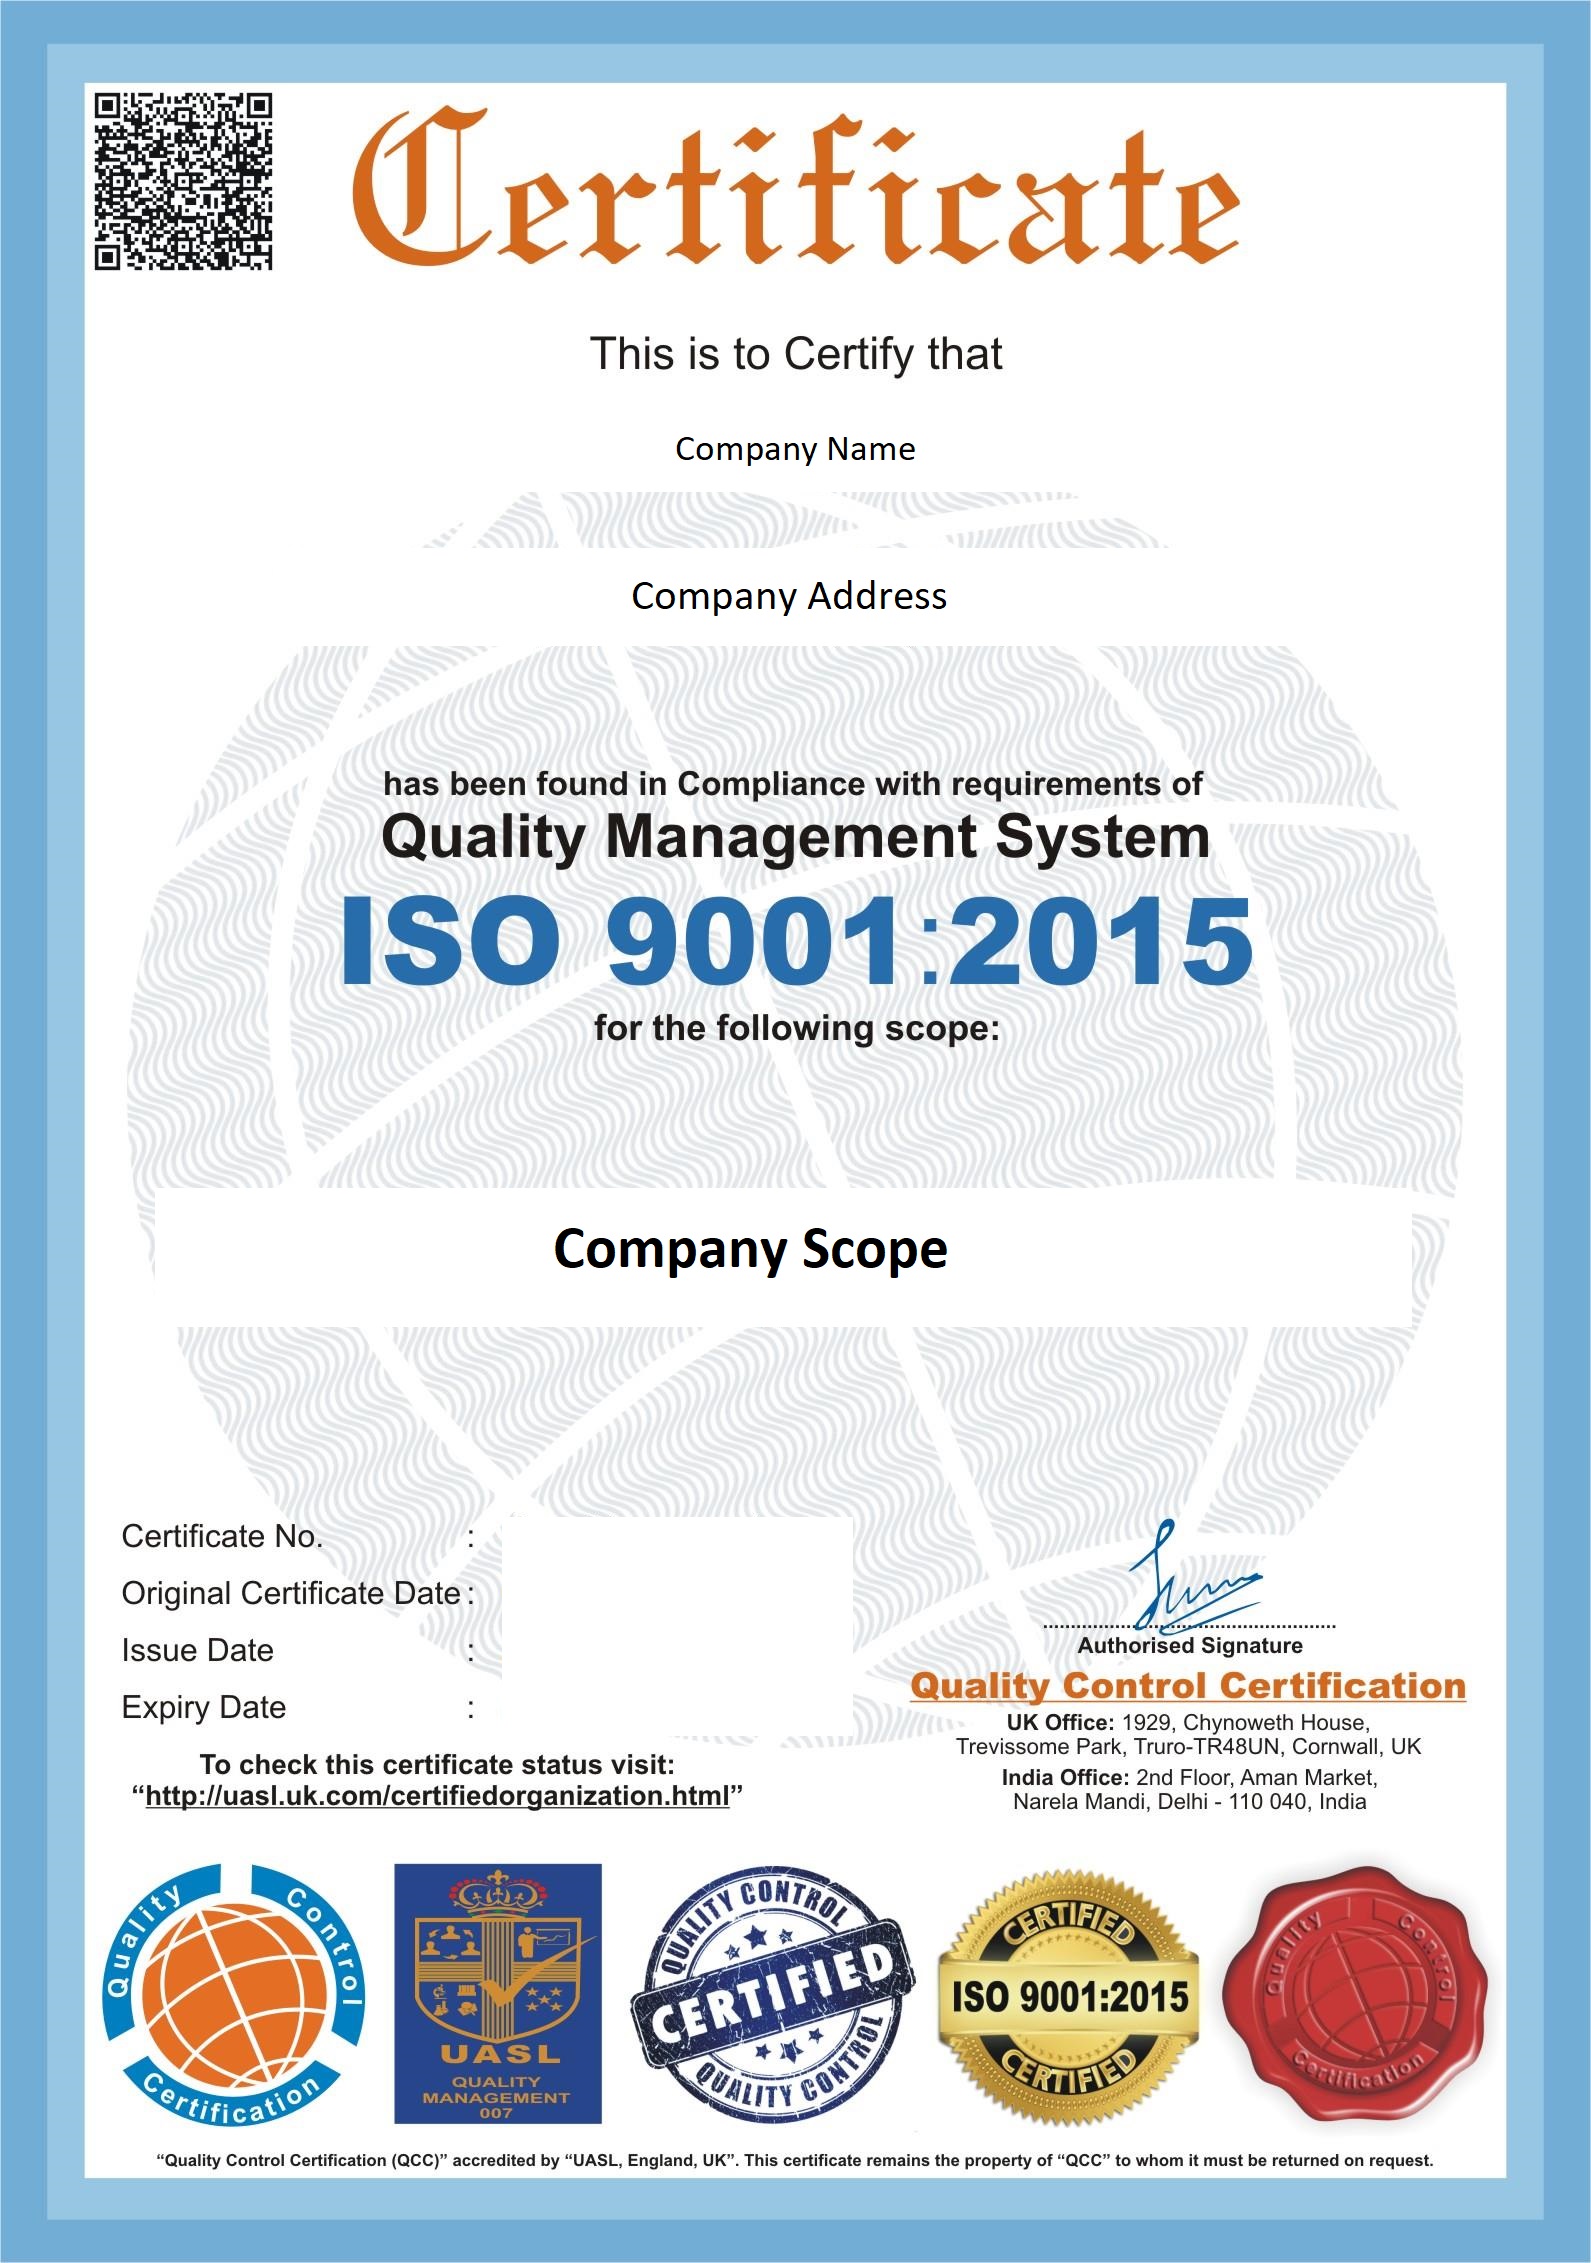 Certificate
This is to Certify that
Company Name
Company Address
has been found in Compliance with requirements of
Quality Management System
ISO 9001:2015
for the following scope:
Company Scope
Certificate No. :
Original Certificate Date :
Issue Date :
Expiry Date :
To check this certificate status visit:
“http://uasl.uk.com/certifiedorganization.html”
Authorised Signature
Quality Control Certification
UK Office: 1929, Chynoweth House,
Trevissome Park, Truro-TR48UN, Cornwall, UK
India Office: 2nd Floor, Aman Market,
Narela Mandi, Delhi - 110 040, India
Quality Control
Certification
UASL
QUALITY
MANAGEMENT
007
QUALITY CONTROL
CERTIFIED
QUALITY CONTROL
CERTIFIED
ISO 9001:2015
CERTIFIED
Quality Control
Certification
“Quality Control Certification (QCC)” accredited by “UASL, England, UK”. This certificate remains the property of “QCC” to whom it must be returned on request.